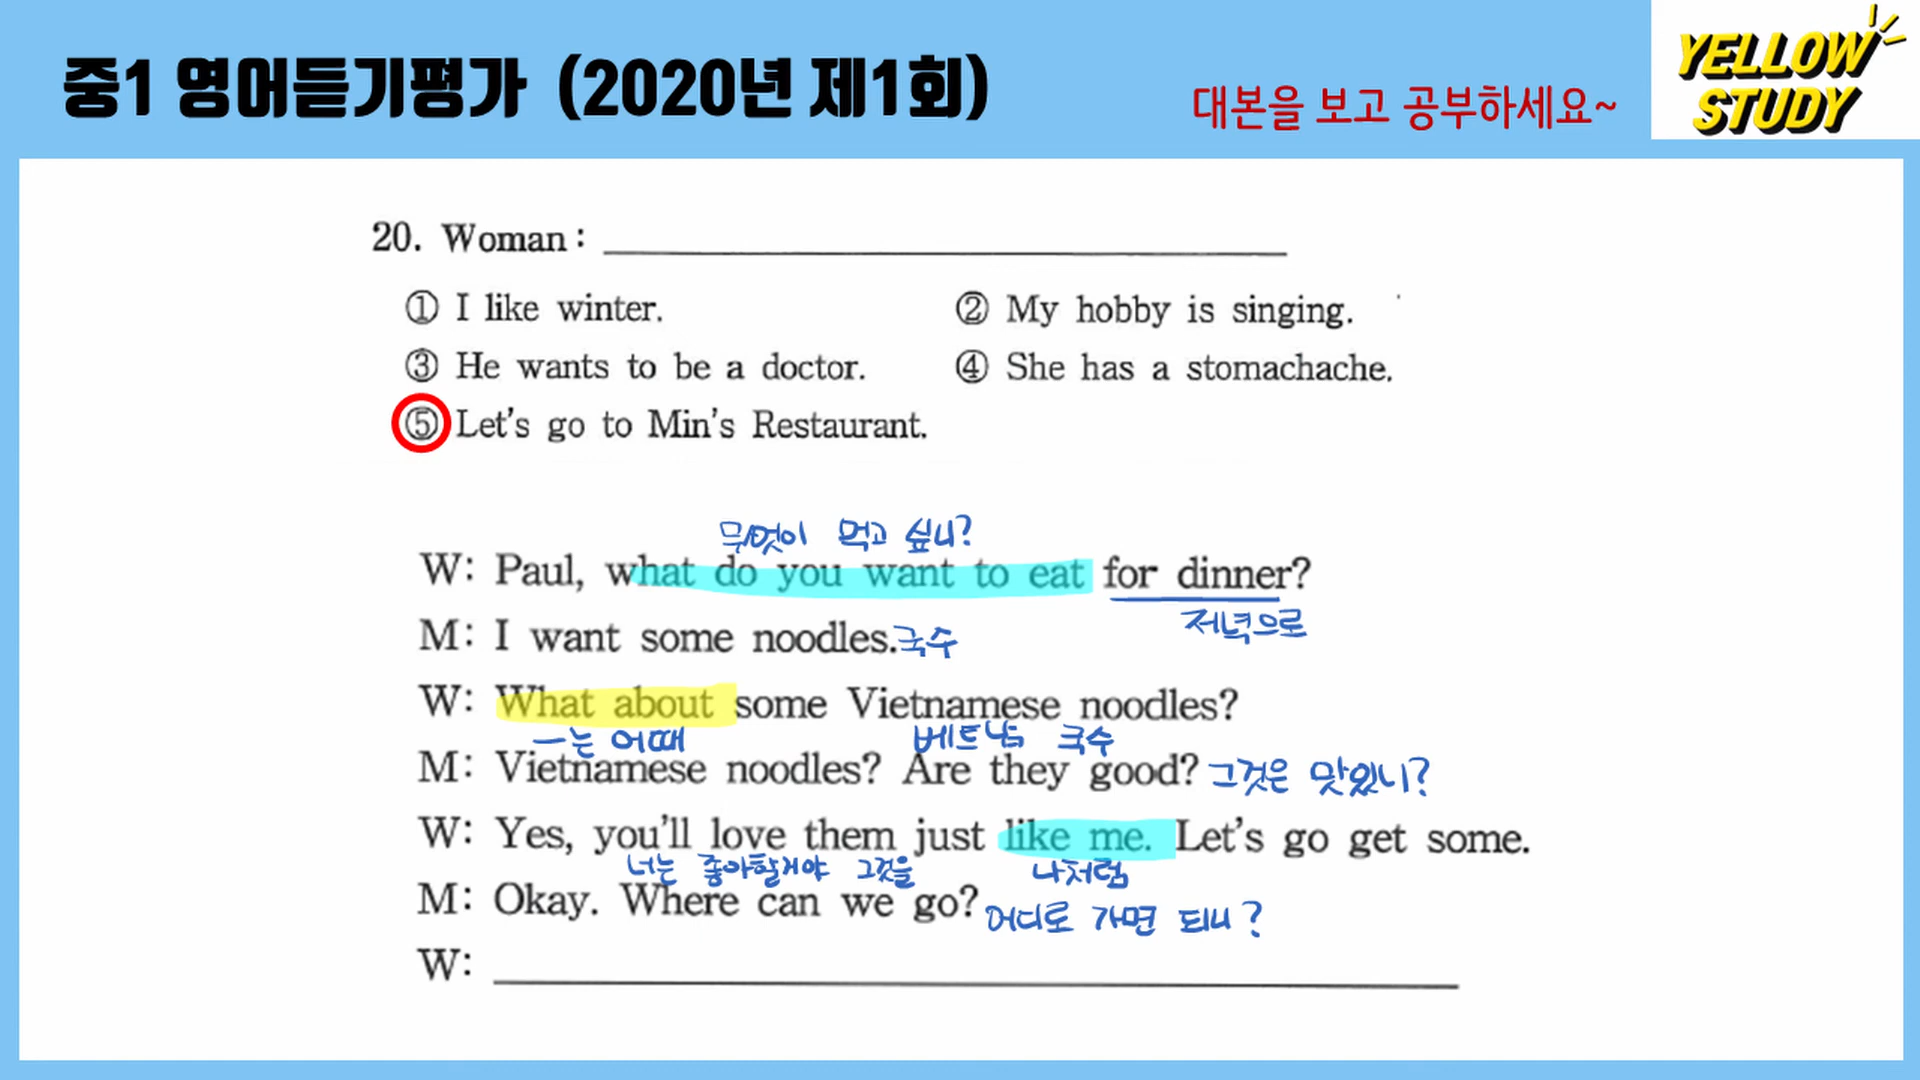 중1 영어듣기평가 (2020년 제1회)
대본을 보고 공부하세요~
YELLOW
STUDY
20. Woman : ____________________
① I like winter. ② My hobby is singing.
③ He wants to be a doctor. ④ She has a stomachache.
⑤ Let's go to Min's Restaurant.
무엇이 먹고 싶니?
W: Paul, what do you want to eat for dinner?
저녁으로
M: I want some noodles. 국수
W: What about some Vietnamese noodles?
~는 어때 베트남 국수
M: Vietnamese noodles? Are they good? 그것은 맛있니?
W: Yes, you'll love them just like me. Let's go get some.
너는 좋아할거야 그것을 나처럼
M: Okay. Where can we go? 어디로 가면 되니?
W: ____________________